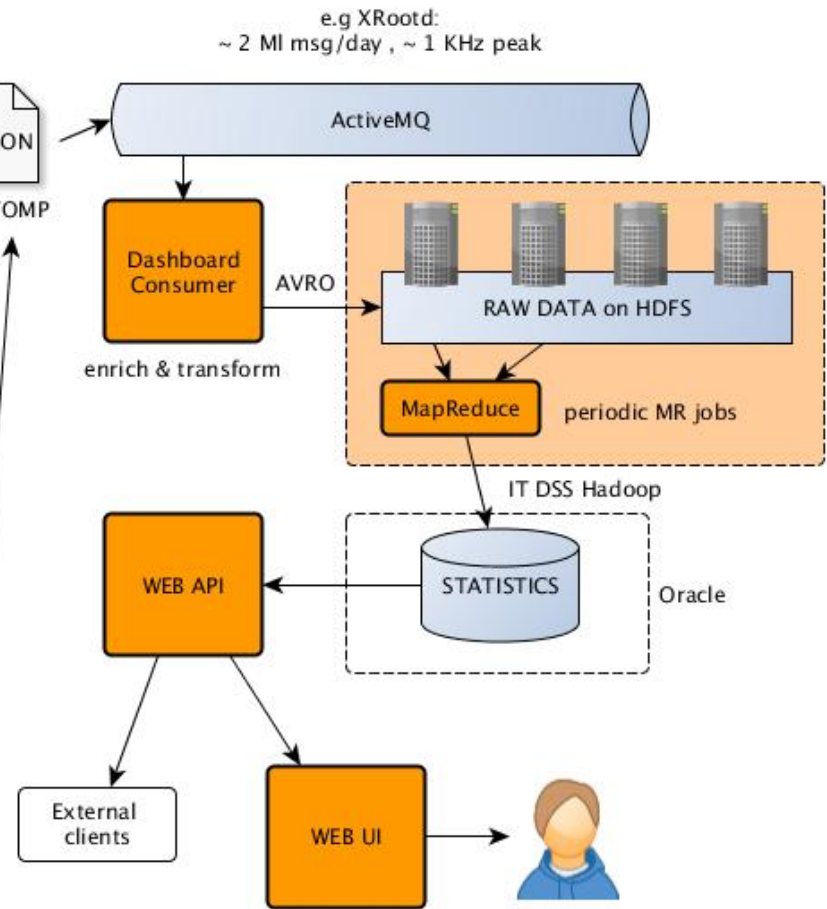 e.g XRootd:
~ 2 Ml msg/day , ~ 1 KHz peak
ActiveMQ
ON
OMP
Dashboard
Consumer
AVRO
RAW DATA on HDFS
enrich & transform
MapReduce
periodic MR jobs
IT DSS Hadoop
WEB API
STATISTICS
Oracle
External
clients
WEB UI